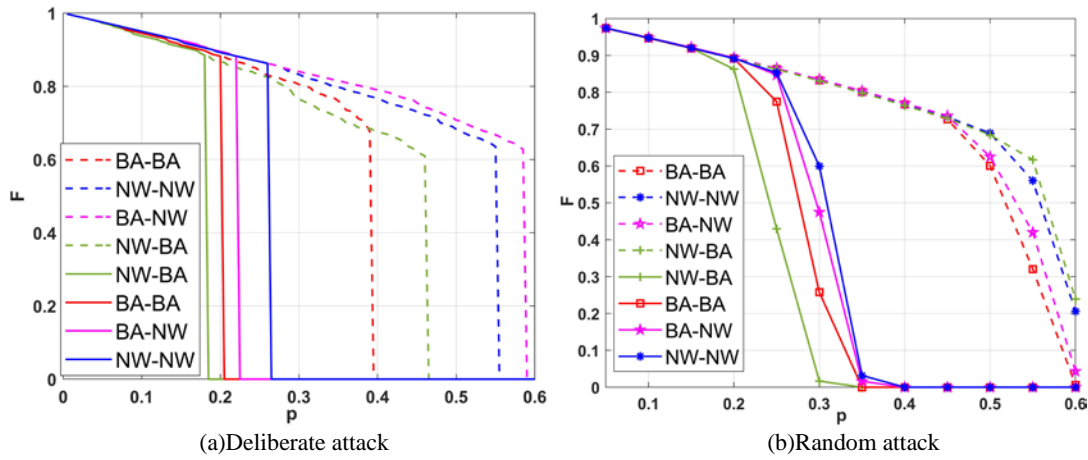 1
0.8
0.6
0.4
0.2
0
F
BA-BA
NW-NW
BA-NW
NW-BA
NW-BA
BA-BA
BA-NW
NW-NW
0 0.1 0.2 0.3 0.4 0.5 0.6
p
(a)Deliberate attack
1
0.9
0.8
0.7
0.6
0.5
0.4
0.3
0.2
0.1
0
F
BA-BA
NW-NW
BA-NW
NW-BA
NW-BA
BA-BA
BA-NW
NW-NW
0.1 0.2 0.3 0.4 0.5 0.6
p
(b)Random attack